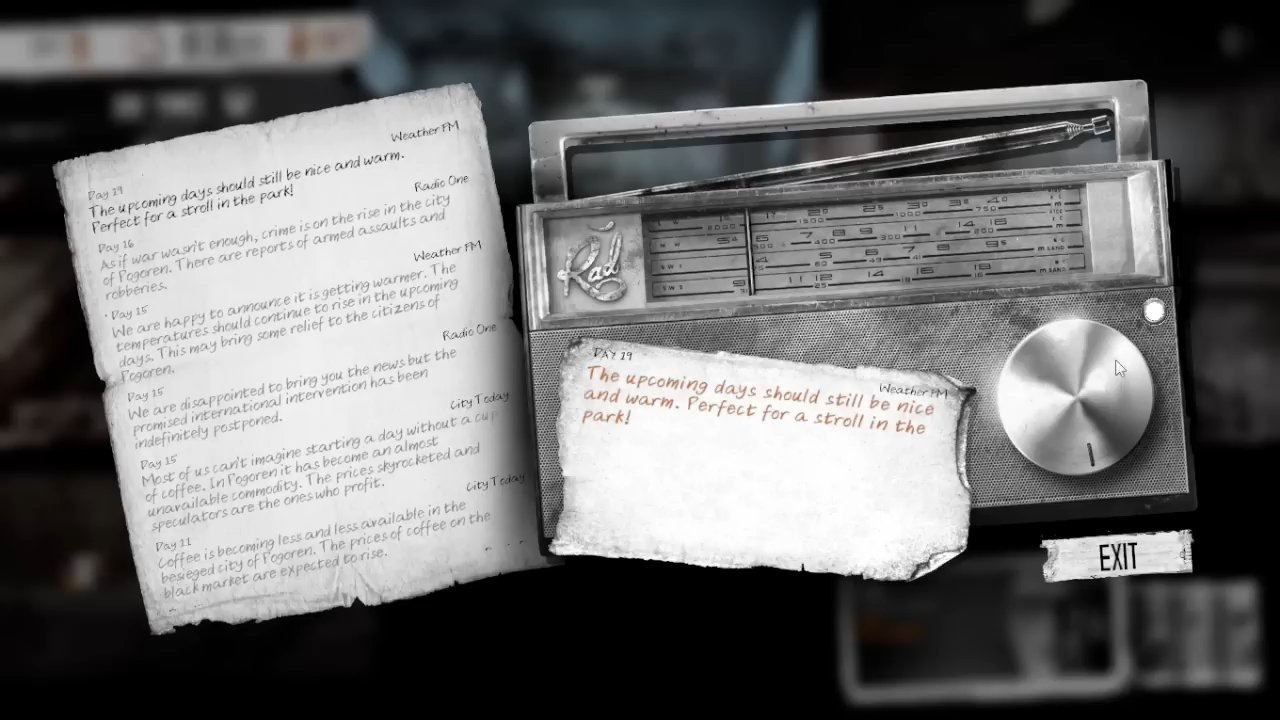 Weather FM
Day 19
The upcoming days should still be nice and warm.
Perfect for a stroll in the park!
Radio One
Day 16
As if war wasn't enough, crime is on the rise in the city
of Pogoren. There are reports of armed assaults and
robberies.
Weather FM
Day 15
We are happy to announce it is getting warmer. The
temperatures should continue to rise in the upcoming
days. This may bring some relief to the citizens of
Pogoren.
Radio One
Day 15
We are disappointed to bring you the news but the
promised international intervention has been
indefinitely postponed.
City Today
Day 15
Most of us can't imagine starting a day without a cup
of coffee. In Pogoren it has become an almost
unavailable commodity. The prices skyrocketed and
speculators are the ones who profit.
City Today
Day 11
Coffee is becoming less and less available in the
besieged city of Pogoren. The prices of coffee on the
black market are expected to rise.
Rad
DAY 19
Weather FM
The upcoming days should still be nice
and warm. Perfect for a stroll in the
park!
EXIT